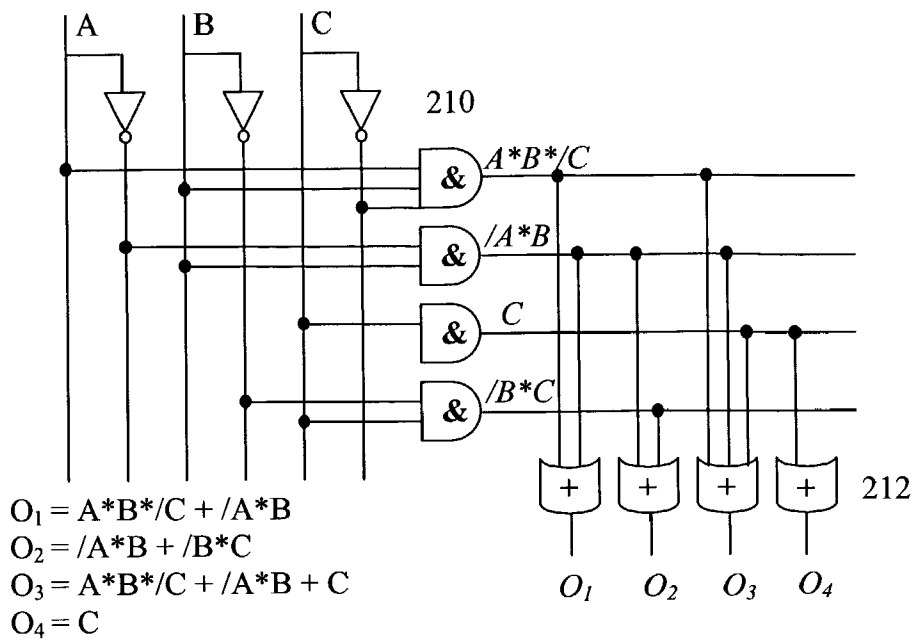 A B C
210
A*B*/C
&
/A*B
&
C
&
/B*C
&
+ + + +
212
O1 = A*B*/C + /A*B
O2 = /A*B + /B*C
O3 = A*B*/C + /A*B + C
O4 = C
O1 O2 O3 O4